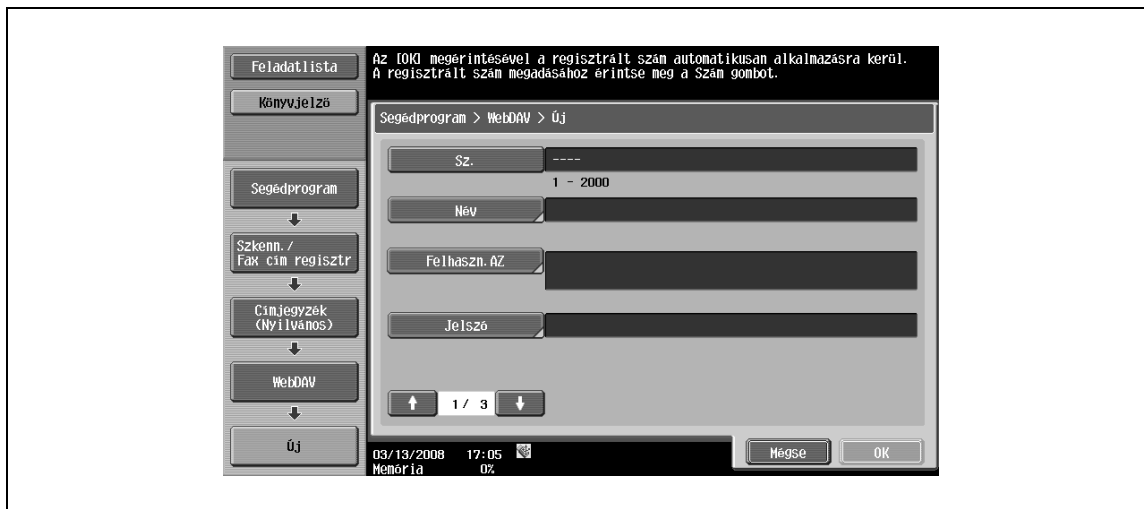 Feladatlista
Könyvjelző
Az [OK] megérintésével a regisztrált szám automatikusan alkalmazásra kerül.
A regisztrált szám megadásához érintse meg a Szám gombot.
Segédprogram > WebDAV > Új
Segédprogram
Szkenn./
Fax cím regisztr
Címjegyzék
(Nyilvános)
WebDAV
Új
Sz.
----
1 - 2000
Név
Felhaszn.AZ
Jelszó
1/ 3
03/13/2008 17:05
Memória 0%
Mégse
OK